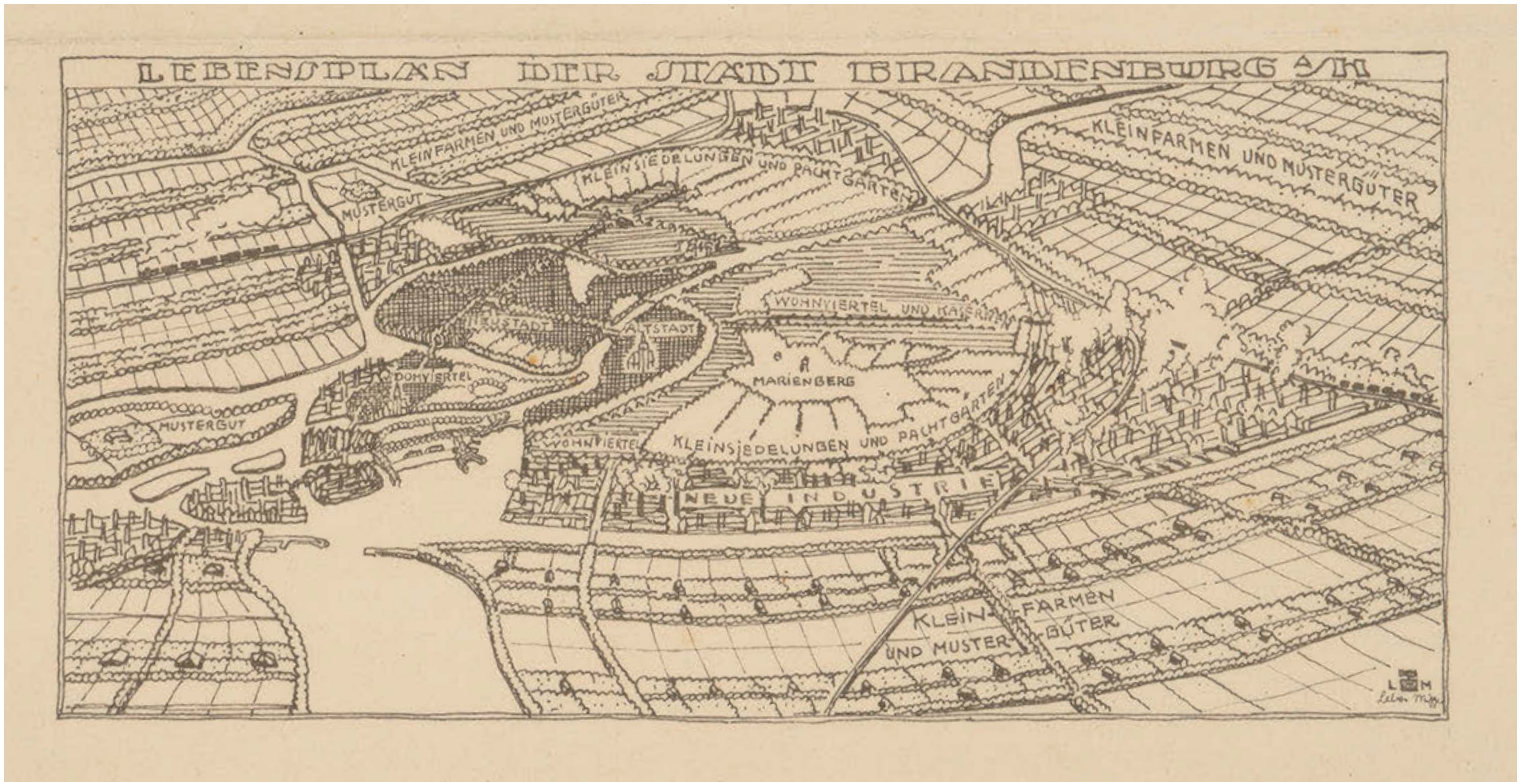 LEBENSPLAN DER STADT BRANDENBURG A/H
KLEINFARMEN UND MUSTERGÜTER
KLEINFARMEN UND MUSTERGÜTER
KLEINSIEDELUNGEN UND PACHTGÄRTEN
MUSTERGUT
WOHNVIERTEL UND KASERNEN
NEUSTADT
ALTSTADT
DOMVIERTEL
MARIENBERG
MUSTERGUT
WOHNVIERTEL
KLEINSIEDELUNGEN UND PACHTGÄRTEN
NEUE INDUSTRIE
KLEIN- FARMEN
UND MUSTER GÜTER
L M